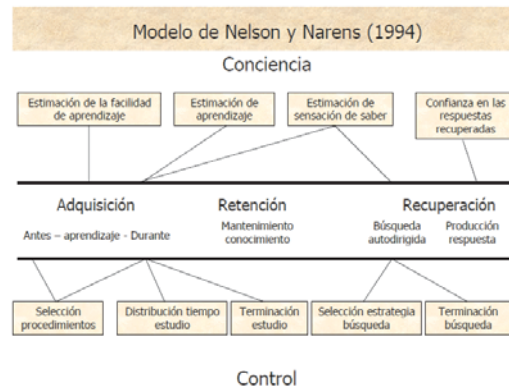 Modelo de Nelson y Narens (1994)
Conciencia
Estimación de la facilidad
de aprendizaje
Estimación de
aprendizaje
Estimación de
sensación de saber
Confianza en las
respuestas
recuperadas
Adquisición
Retención
Recuperación
Antes – aprendizaje - Durante
Mantenimiento
conocimiento
Búsqueda
autodirigida
Producción
respuesta
Selección
procedimientos
Distribución tiempo
estudio
Terminación
estudio
Selección estrategia
búsqueda
Terminación
búsqueda
Control